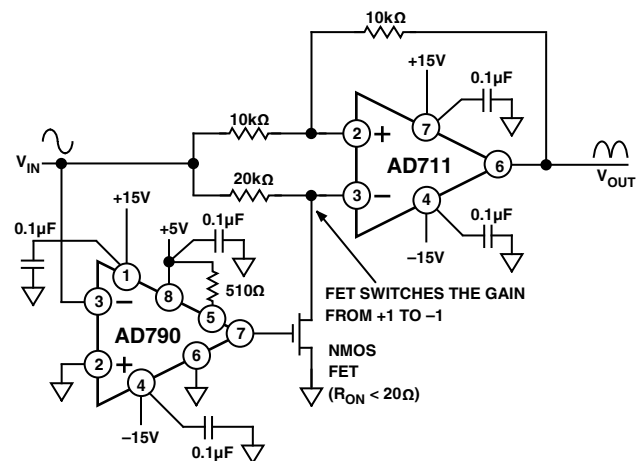 10kΩ
+15V
0.1µF
10kΩ
2
+
7
V_IN
AD711
6
V_OUT
20kΩ
3
–
4
0.1µF
+15V
0.1µF
0.1µF
+5V
–15V
1
8
510Ω
FET SWITCHES THE GAIN
FROM +1 TO –1
3
–
5
AD790
7
NMOS
FET
(R_ON < 20Ω)
2
+
6
4
–15V
0.1µF